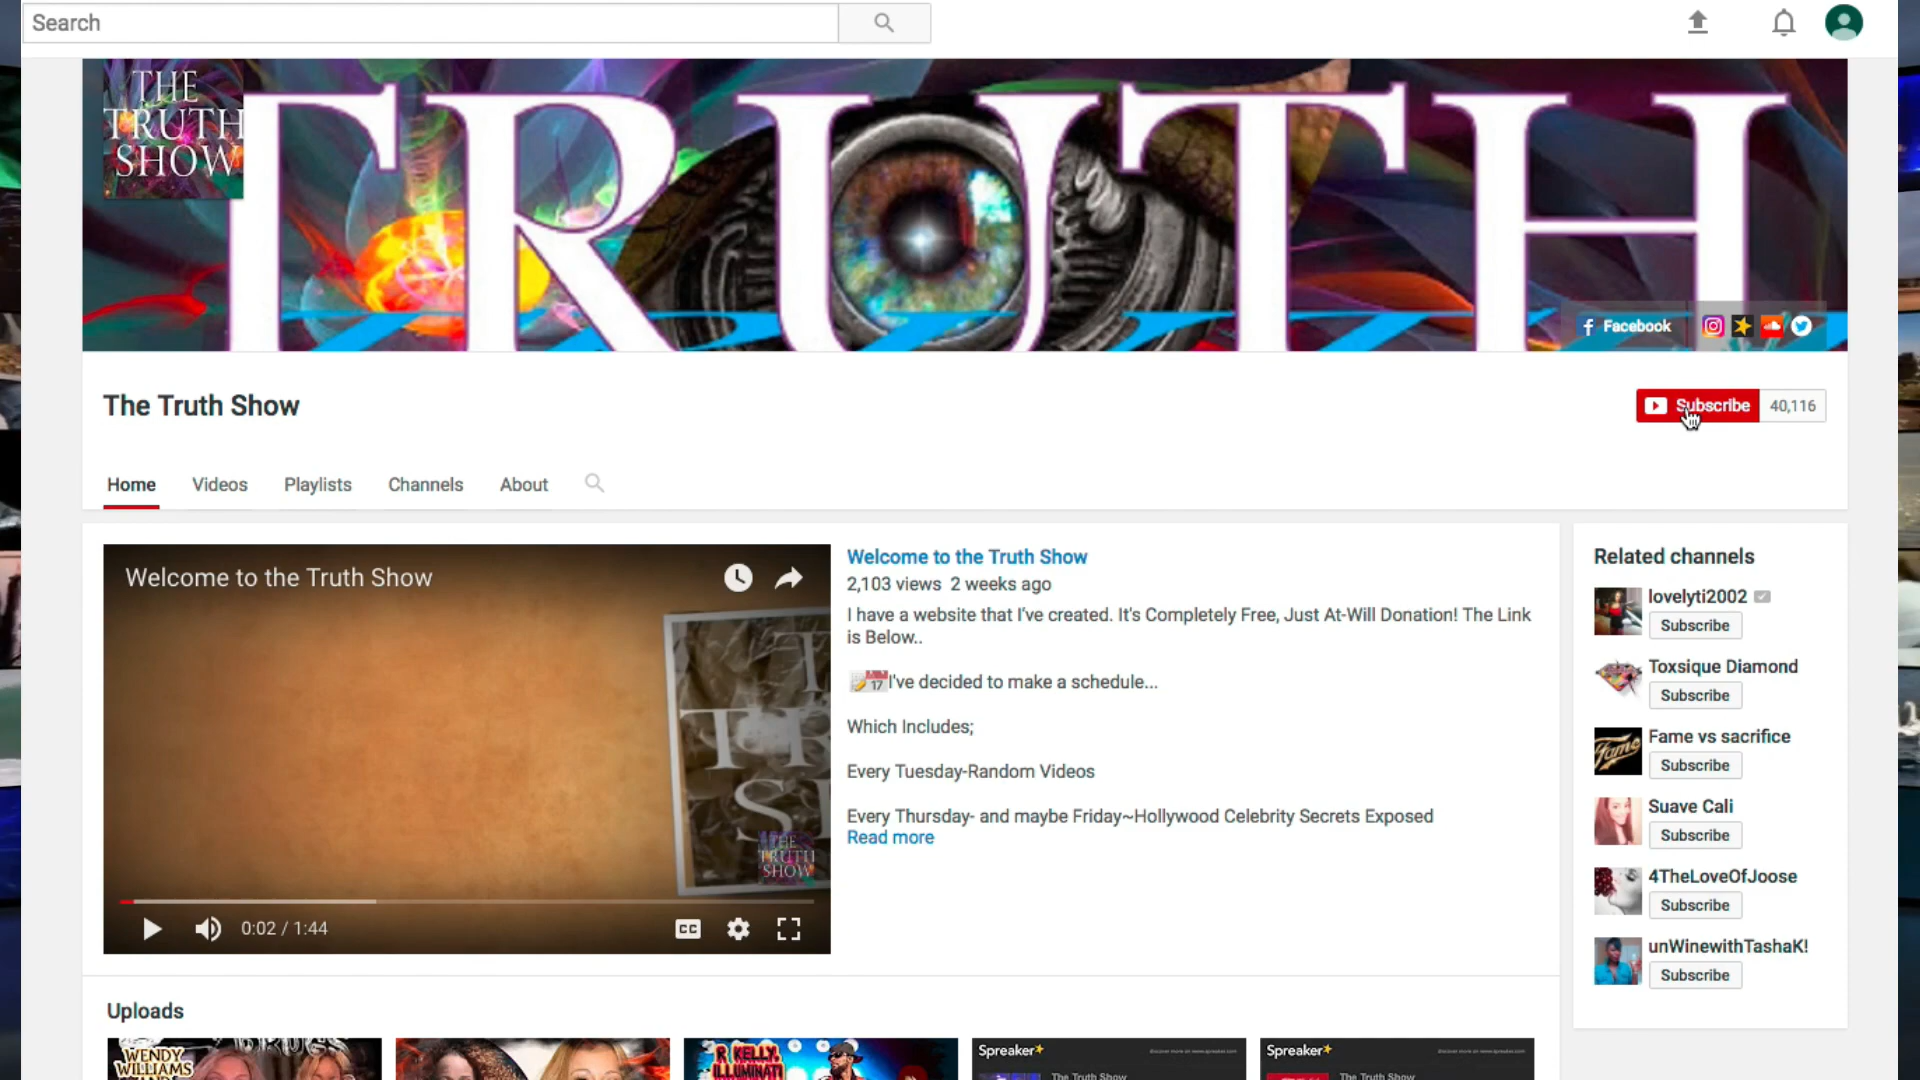 Search
THE
TRUTH
SHOW
TRUTH
Facebook
The Truth Show
Subscribe 40,116
Home Videos Playlists Channels About
Welcome to the Truth Show
THE
TRUTH
SHOW
0:02 / 1:44
CC
Welcome to the Truth Show
2,103 views 2 weeks ago
I have a website that I've created. It's Completely Free, Just At-Will Donation! The Link
is Below..
17 I've decided to make a schedule...
Which Includes;
Every Tuesday-Random Videos
Every Thursday- and maybe Friday~Hollywood Celebrity Secrets Exposed
Read more
Related channels
lovelyti2002
Subscribe
Toxsique Diamond
Subscribe
Fame
Fame vs sacrifice
Subscribe
Suave Cali
Subscribe
4TheLoveOfJoose
Subscribe
unWinewithTashaK!
Subscribe
Uploads
WENDY
WILLIAMS
R KELLY,
ILLUMINATI
Spreaker
The Truth Show
Spreaker
The Truth Show